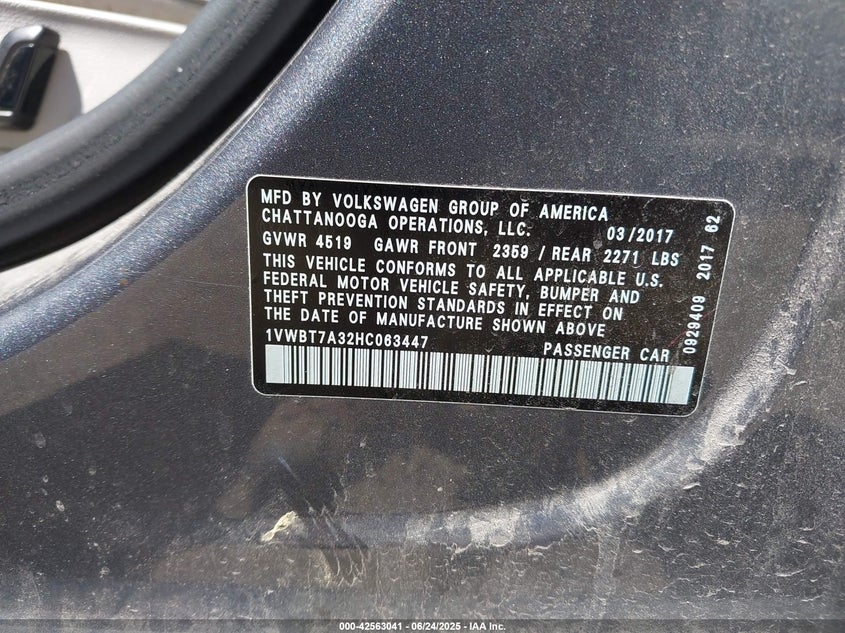 MFD BY VOLKSWAGEN GROUP OF AMERICA
CHATTANOOGA OPERATIONS, LLC. 03/2017
GVWR 4519 GAWR FRONT 2359 / REAR 2271 LBS
THIS VEHICLE CONFORMS TO ALL APPLICABLE U.S.
FEDERAL MOTOR VEHICLE SAFETY, BUMPER AND
THEFT PREVENTION STANDARDS IN EFFECT ON
THE DATE OF MANUFACTURE SHOWN ABOVE
1VWBT7A32HC063447 PASSENGER CAR
0929409 2017 62
000-42563041 - 06/24/2025 - IAA Inc.